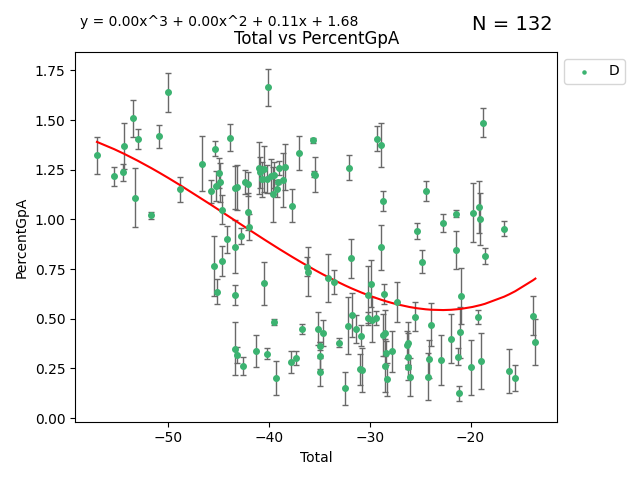 y = 0.00x^3 + 0.00x^2 + 0.11x + 1.68
N = 132
Total vs PercentGpA
D
PercentGpA
1.75
1.50
1.25
1.00
0.75
0.50
0.25
0.00
−50
−40
−30
−20
Total